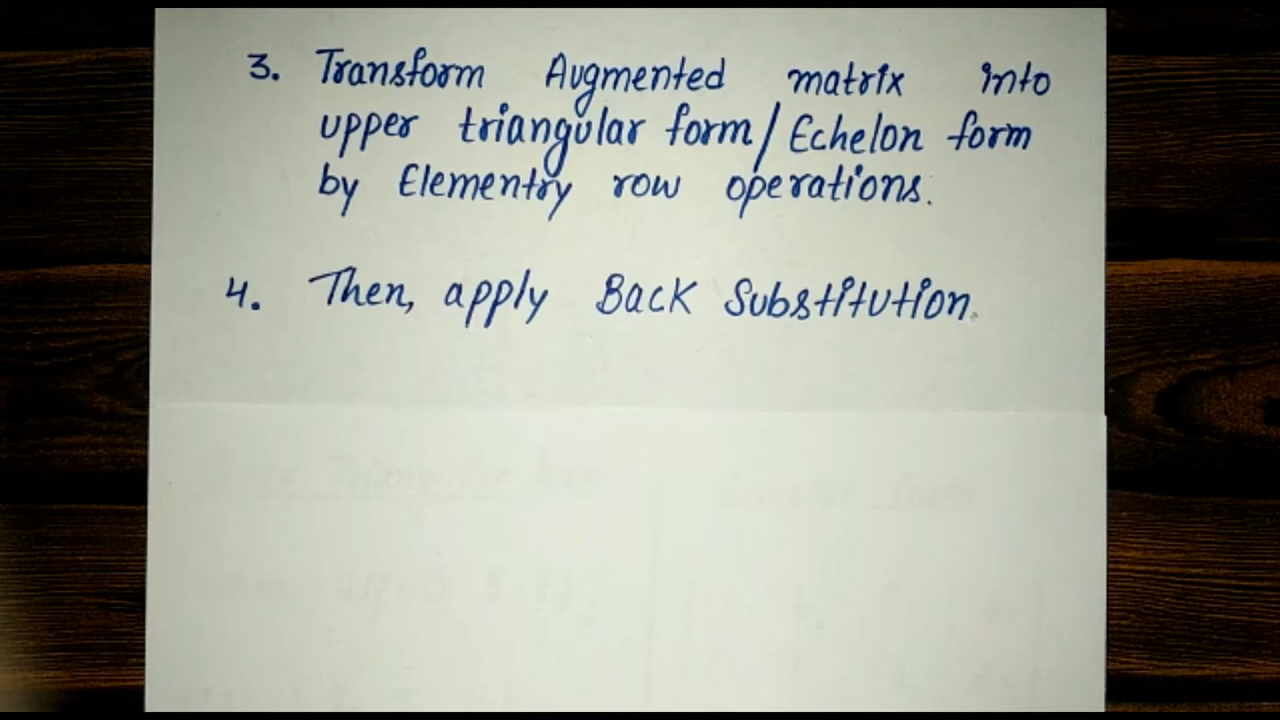 3. Transform Augmented matrix into
upper triangular form/Echelon form
by Elementry row operations.
4. Then, apply Back Substitution.